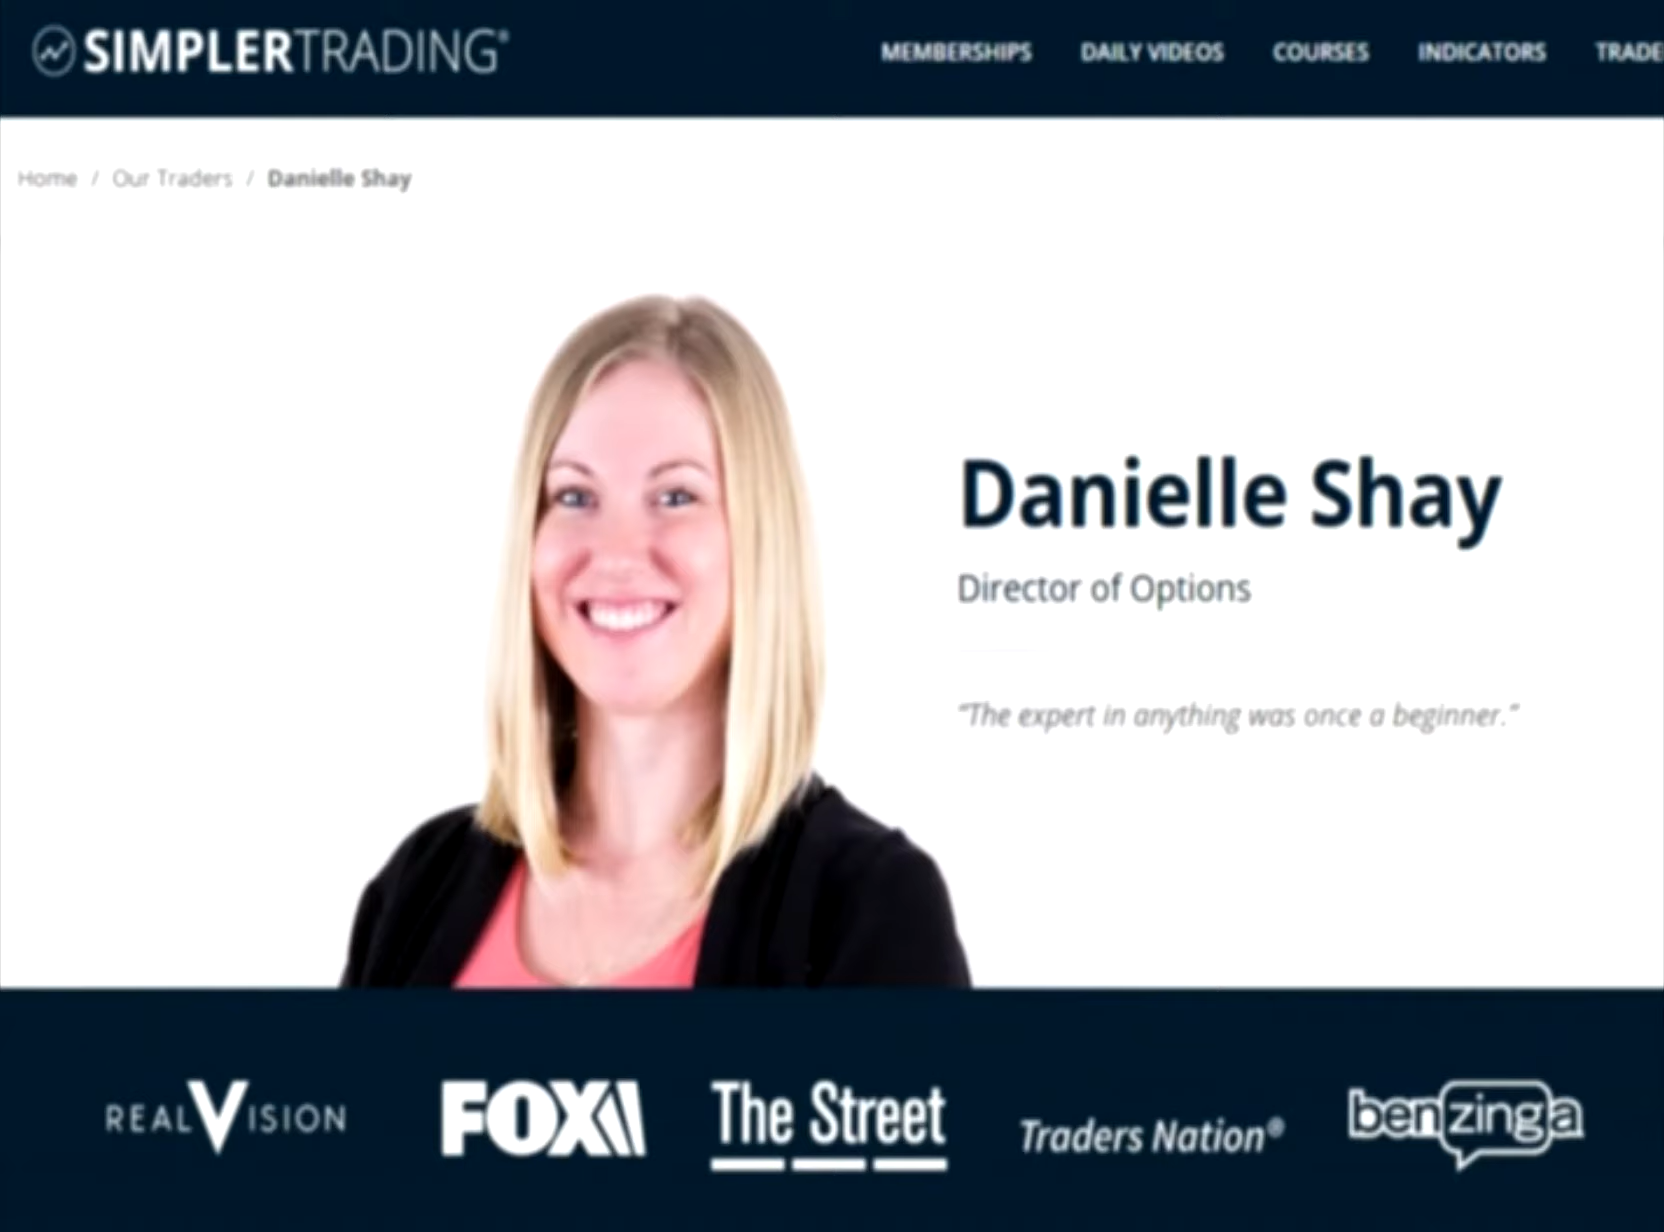 SIMPLERTRADING®
MEMBERSHIPS DAILY VIDEOS COURSES INDICATORS TRADE
Home / Our Traders / Danielle Shay
Danielle Shay
Director of Options
“The expert in anything was once a beginner.”
REALVISION FOX The Street Traders Nation® benzinga